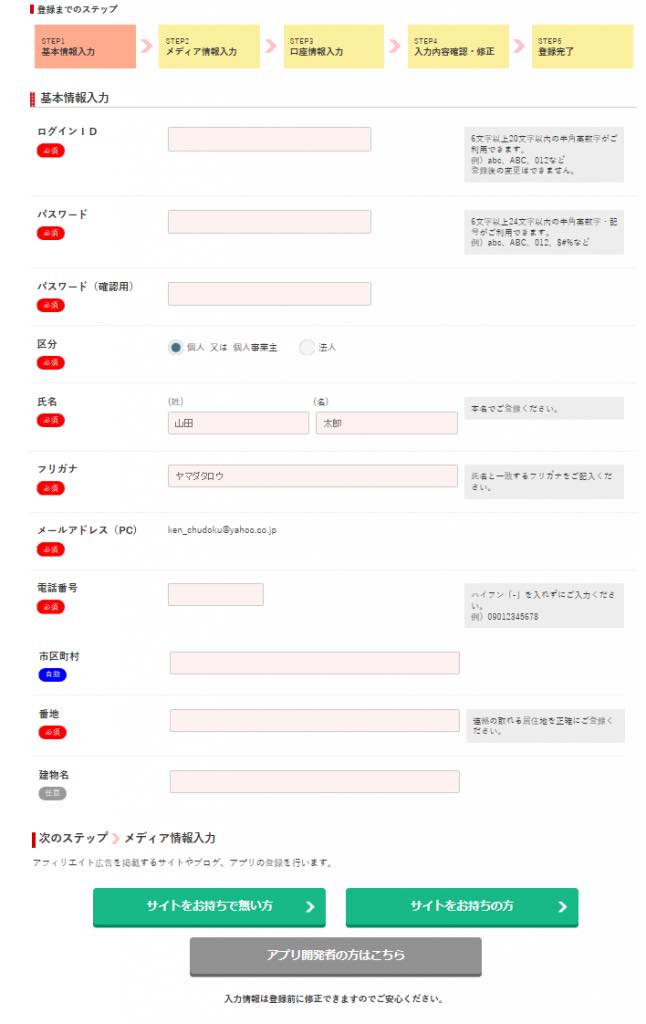 登録までのステップ
STEP1
基本情報入力
STEP2
メディア情報入力
STEP3
口座情報入力
STEP4
入力内容確認・修正
STEP5
登録完了
基本情報入力
ログインＩＤ
必須
6文字以上20文字以内の半角英数字がご
利用できます。
例）abc、ABC、012など
登録後の変更はできません。
パスワード
必須
6文字以上24文字以内の半角英数字・記
号がご利用できます。
例）abc、ABC、012、$#%など
パスワード（確認用）
必須
区分
必須
個人 又は 個人事業主
法人
氏名
必須
(姓)
(名)
山田
太郎
本名でご登録ください。
フリガナ
必須
ヤマダタロウ
氏名と一致するフリガナをご記入くだ
さい。
メールアドレス（PC）
必須
ken_chudoku@yahoo.co.jp
電話番号
必須
ハイフン「-」を入れずにご入力くださ
い。
例）09012345678
市区町村
自動
番地
必須
連絡の取れる居住地を正確にご登録く
ださい。
建物名
任意
次のステップ メディア情報入力
アフィリエイト広告を掲載するサイトやブログ、アプリの登録を行います。
サイトをお持ちで無い方
サイトをお持ちの方
アプリ開発者の方はこちら
入力情報は登録前に修正できますのでご安心ください。